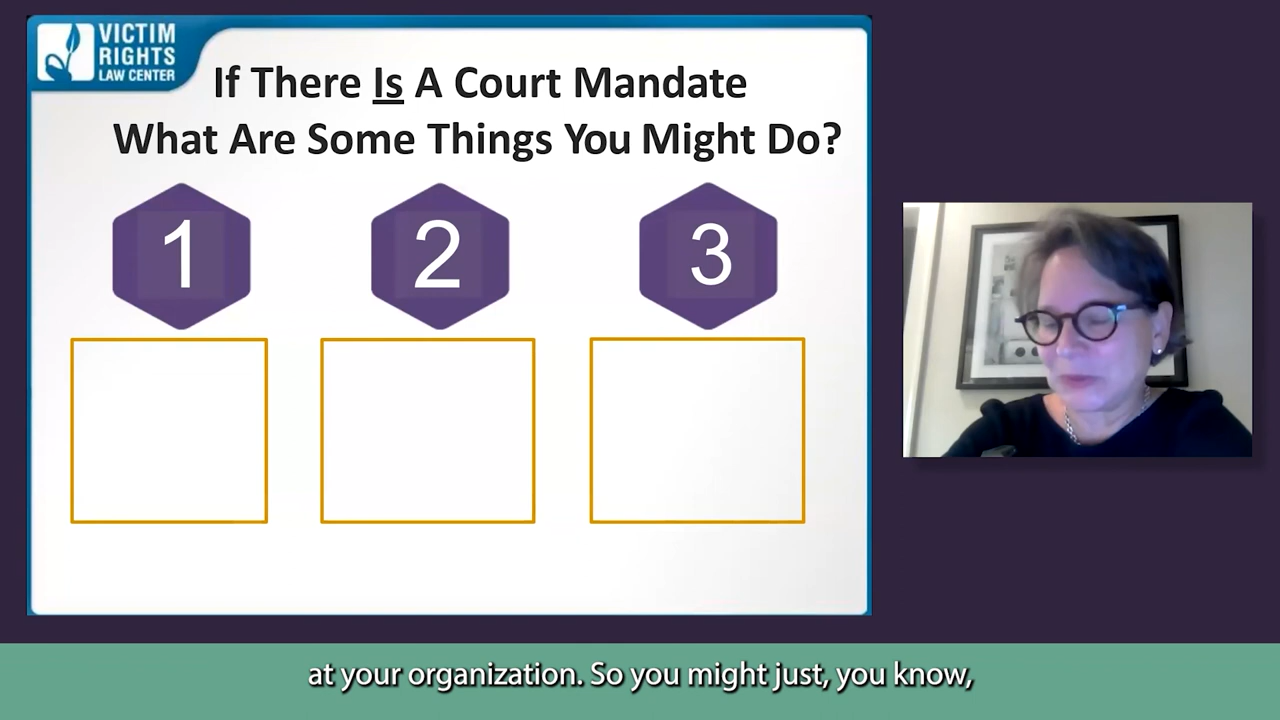 VICTIM
RIGHTS
LAW CENTER
If There Is A Court Mandate
What Are Some Things You Might Do?
1
2
3
at your organization. So you might just, you know,